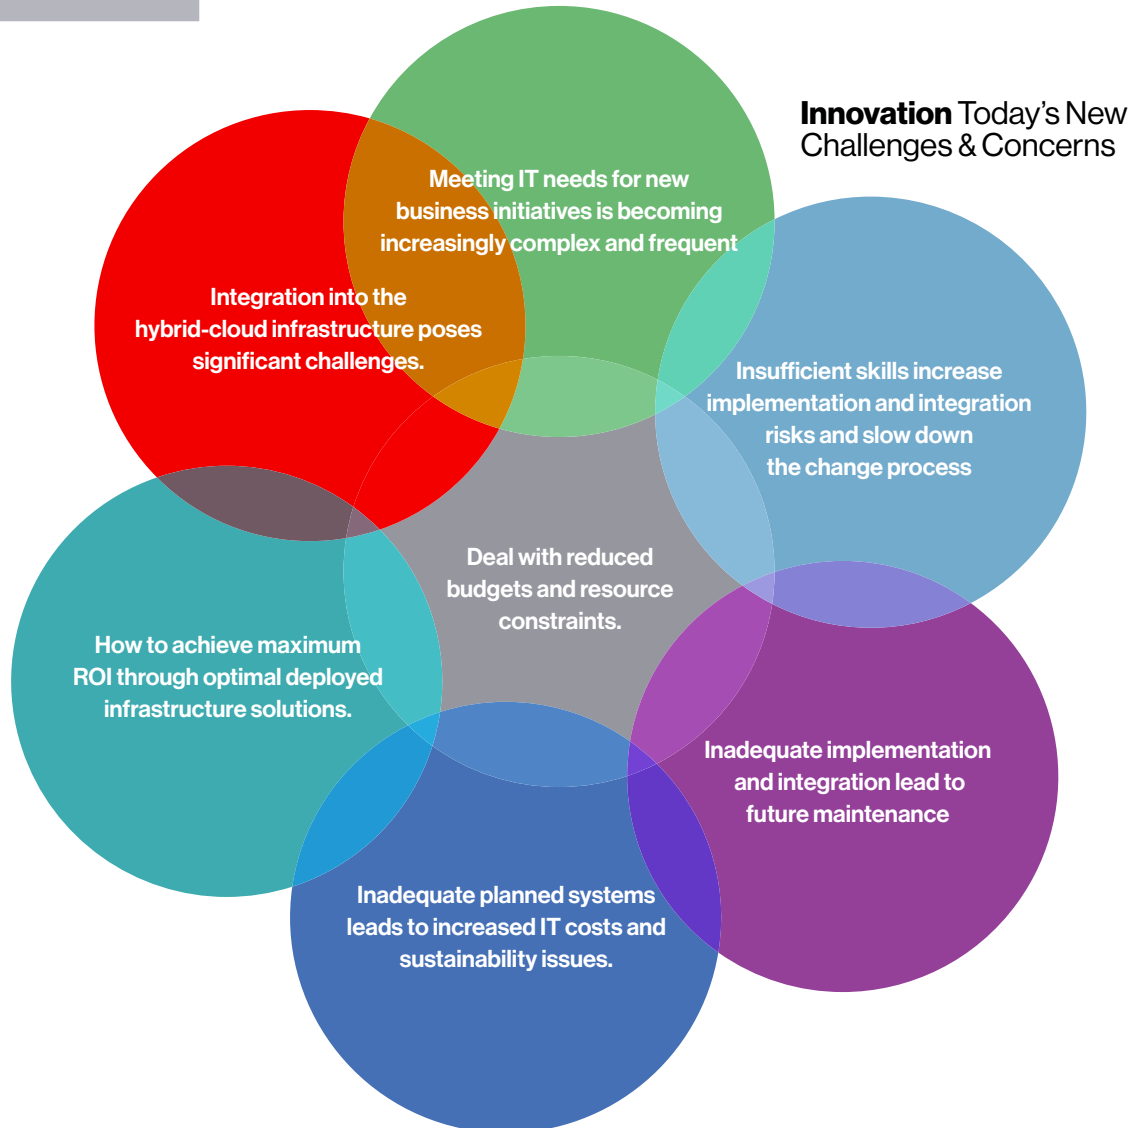 Innovation Today's New
Challenges & Concerns
Meeting IT needs for new
business initiatives is becoming
increasingly complex and frequent
Integration into the
hybrid-cloud infrastructure poses
significant challenges.
Insufficient skills increase
implementation and integration
risks and slow down
the change process
Deal with reduced
budgets and resource
constraints.
How to achieve maximum
ROI through optimal deployed
infrastructure solutions.
Inadequate implementation
and integration lead to
future maintenance
Inadequate planned systems
leads to increased IT costs and
sustainability issues.